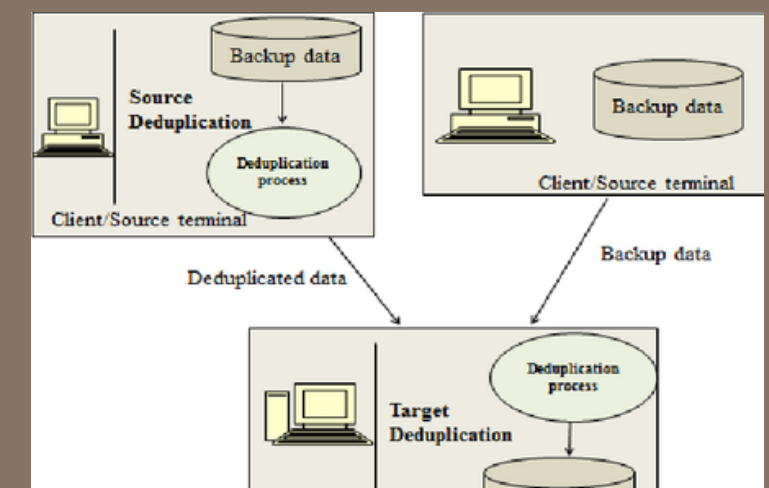 Backup data
Source
Deduplication
Deduplication
process
Client/Source terminal
Backup data
Client/Source terminal
Deduplicated data
Backup data
Deduplication
process
Target
Deduplication